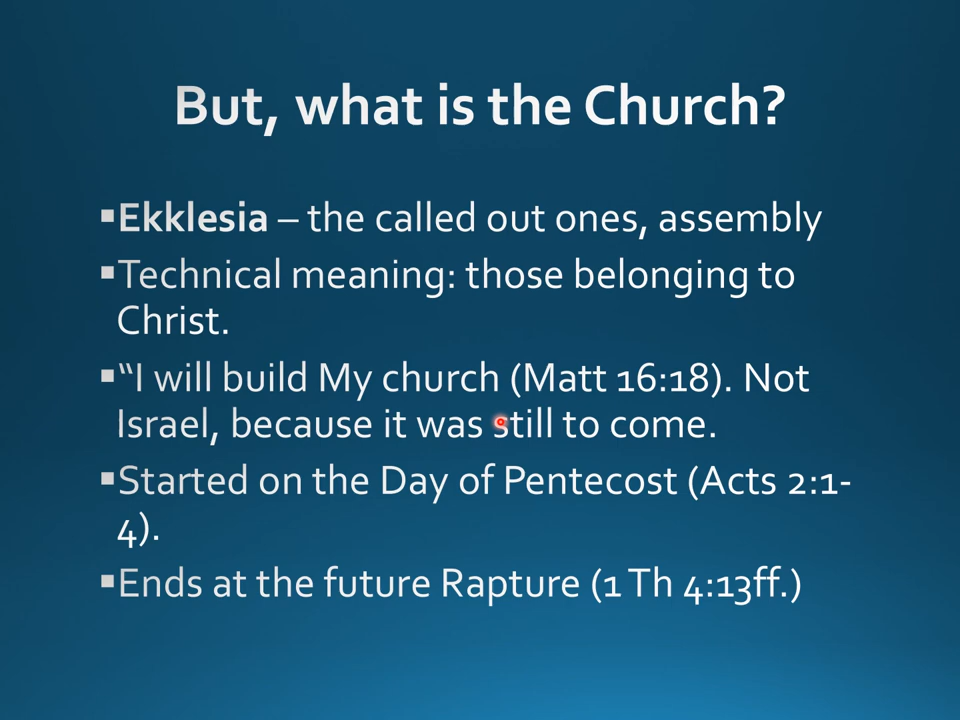 But, what is the Church?
▪Ekklesia – the called out ones, assembly
▪Technical meaning: those belonging to
Christ.
▪“I will build My church (Matt 16:18). Not
Israel, because it was still to come.
▪Started on the Day of Pentecost (Acts 2:1-
4).
▪Ends at the future Rapture (1 Th 4:13ff.)